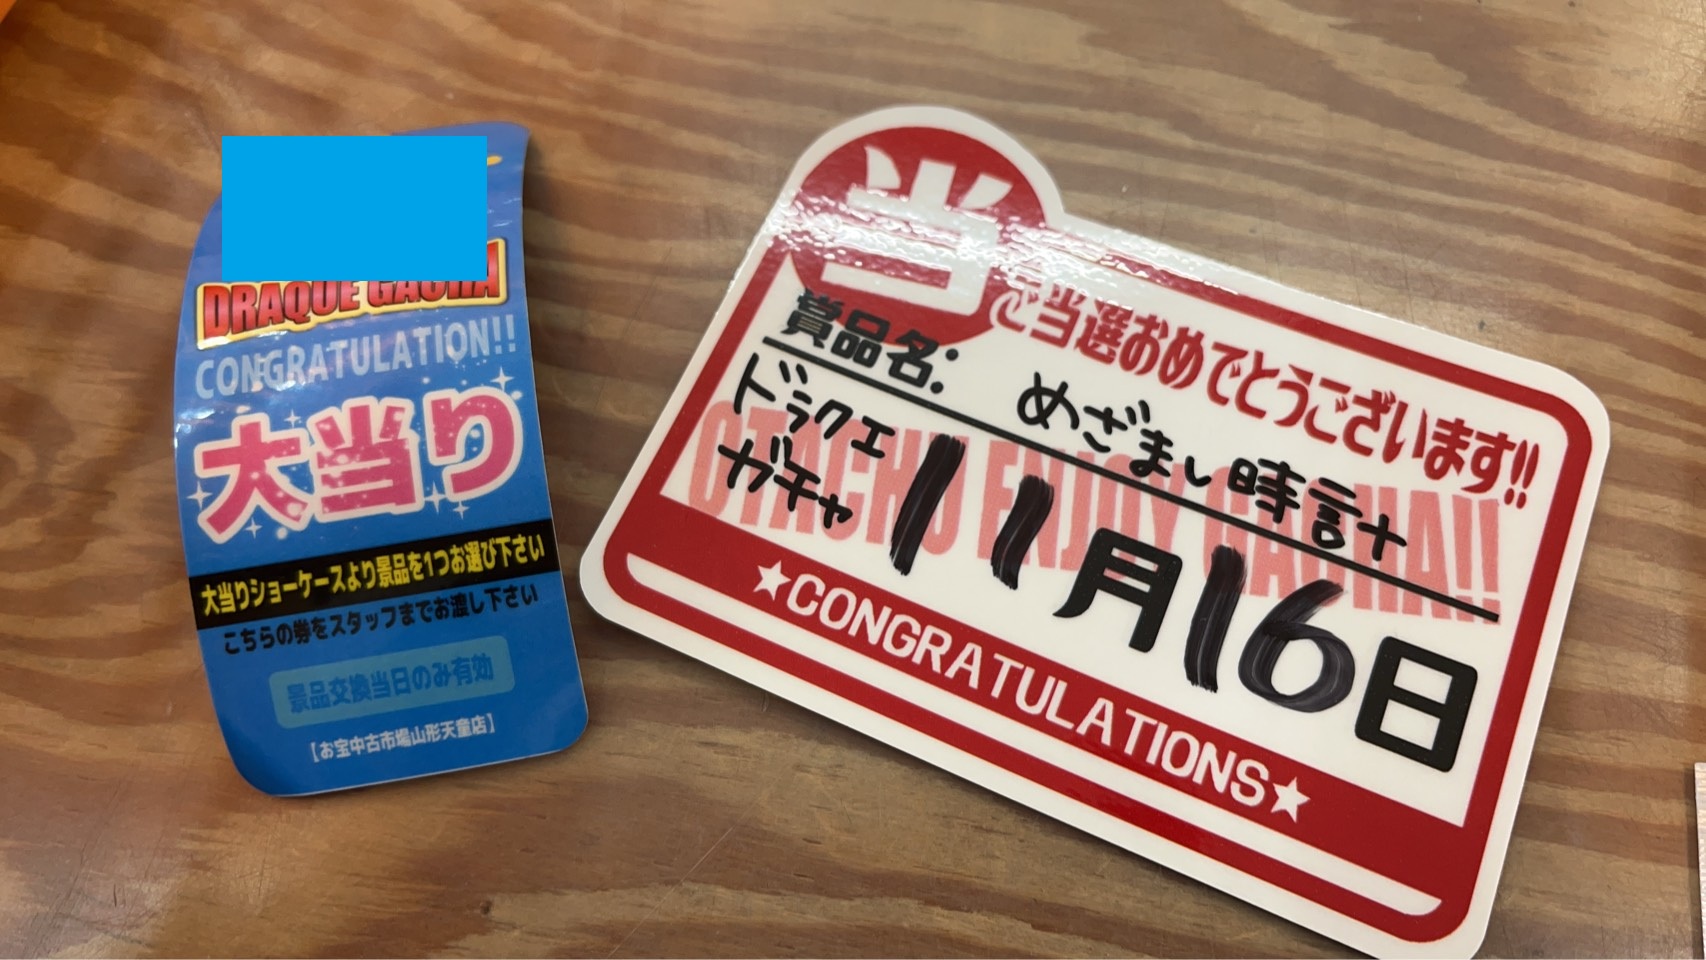 DRAQUE GACHA
CONGRATULATION!!
大当り
大当りショーケースより景品を1つお選び下さい
こちらの券をスタッフまでお渡し下さい
景品交換当日のみ有効
【お宝中古市場山形天童店】
当
ご当選おめでとうございます!!
賞品名: めざまし時計
ドラクエ
ガチャ
OTACHU ENJOY GACHA!!
11月16日
★CONGRATULATIONS★